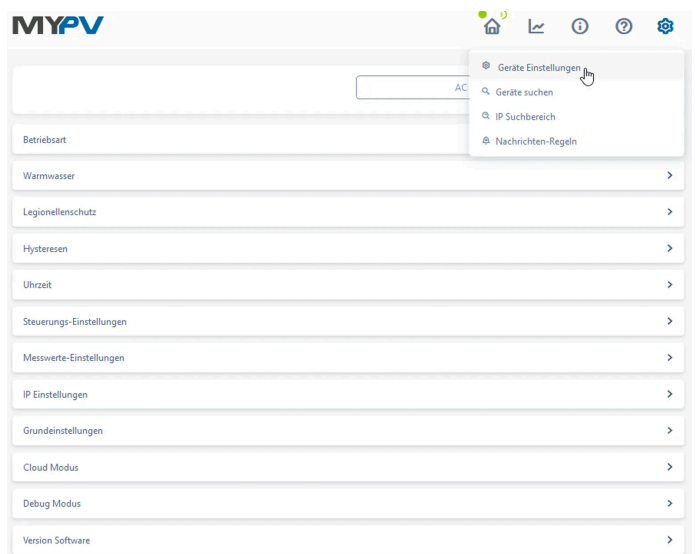 MYPV
AC
Geräte Einstellungen
Geräte suchen
IP Suchbereich
Nachrichten-Regeln
Betriebsart
Warmwasser
Legionellenschutz
Hysteresen
Uhrzeit
Steuerungs-Einstellungen
Messwerte-Einstellungen
IP Einstellungen
Grundeinstellungen
Cloud Modus
Debug Modus
Version Software